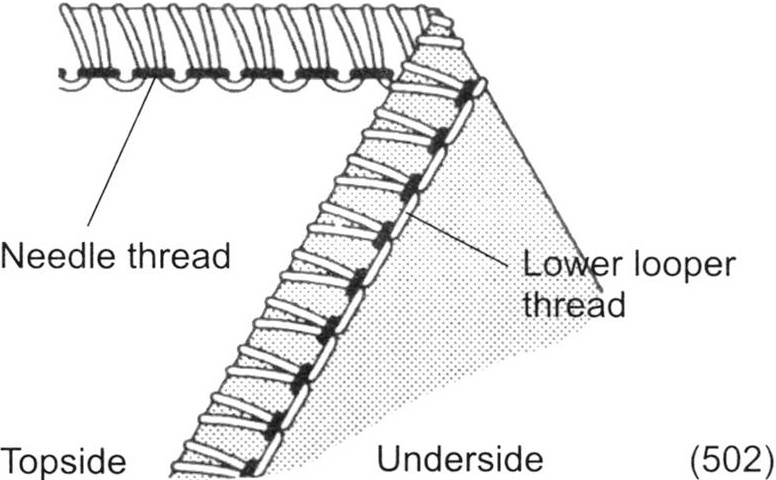 Needle thread
Lower looper
thread
Topside
Underside
(502)